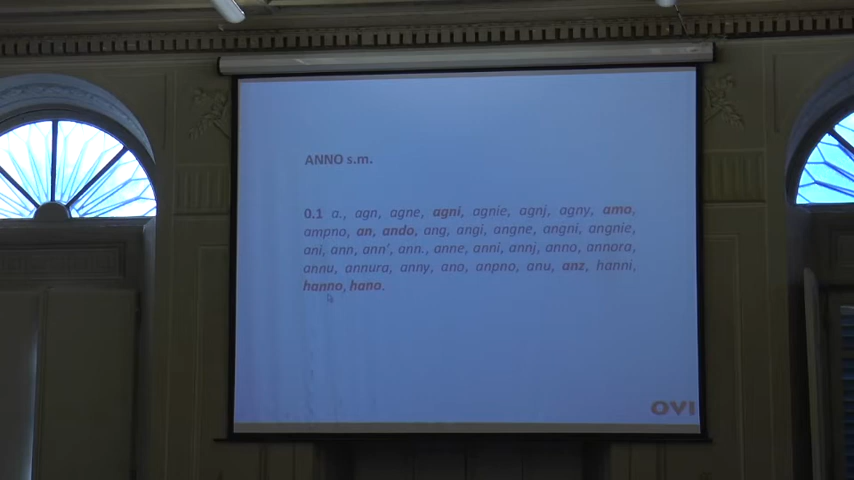 ANNO s.m.
0.1 a., agn, agne, agni, agnie, agnj, agny, amo,
ampno, an, ando, ang, angi, angne, angni, angnie,
ani, ann, ann', ann., anne, anni, annj, anno, annora,
annu, annura, anny, ano, anpno, anu, anz, hanni,
hanno, hano.
OVI